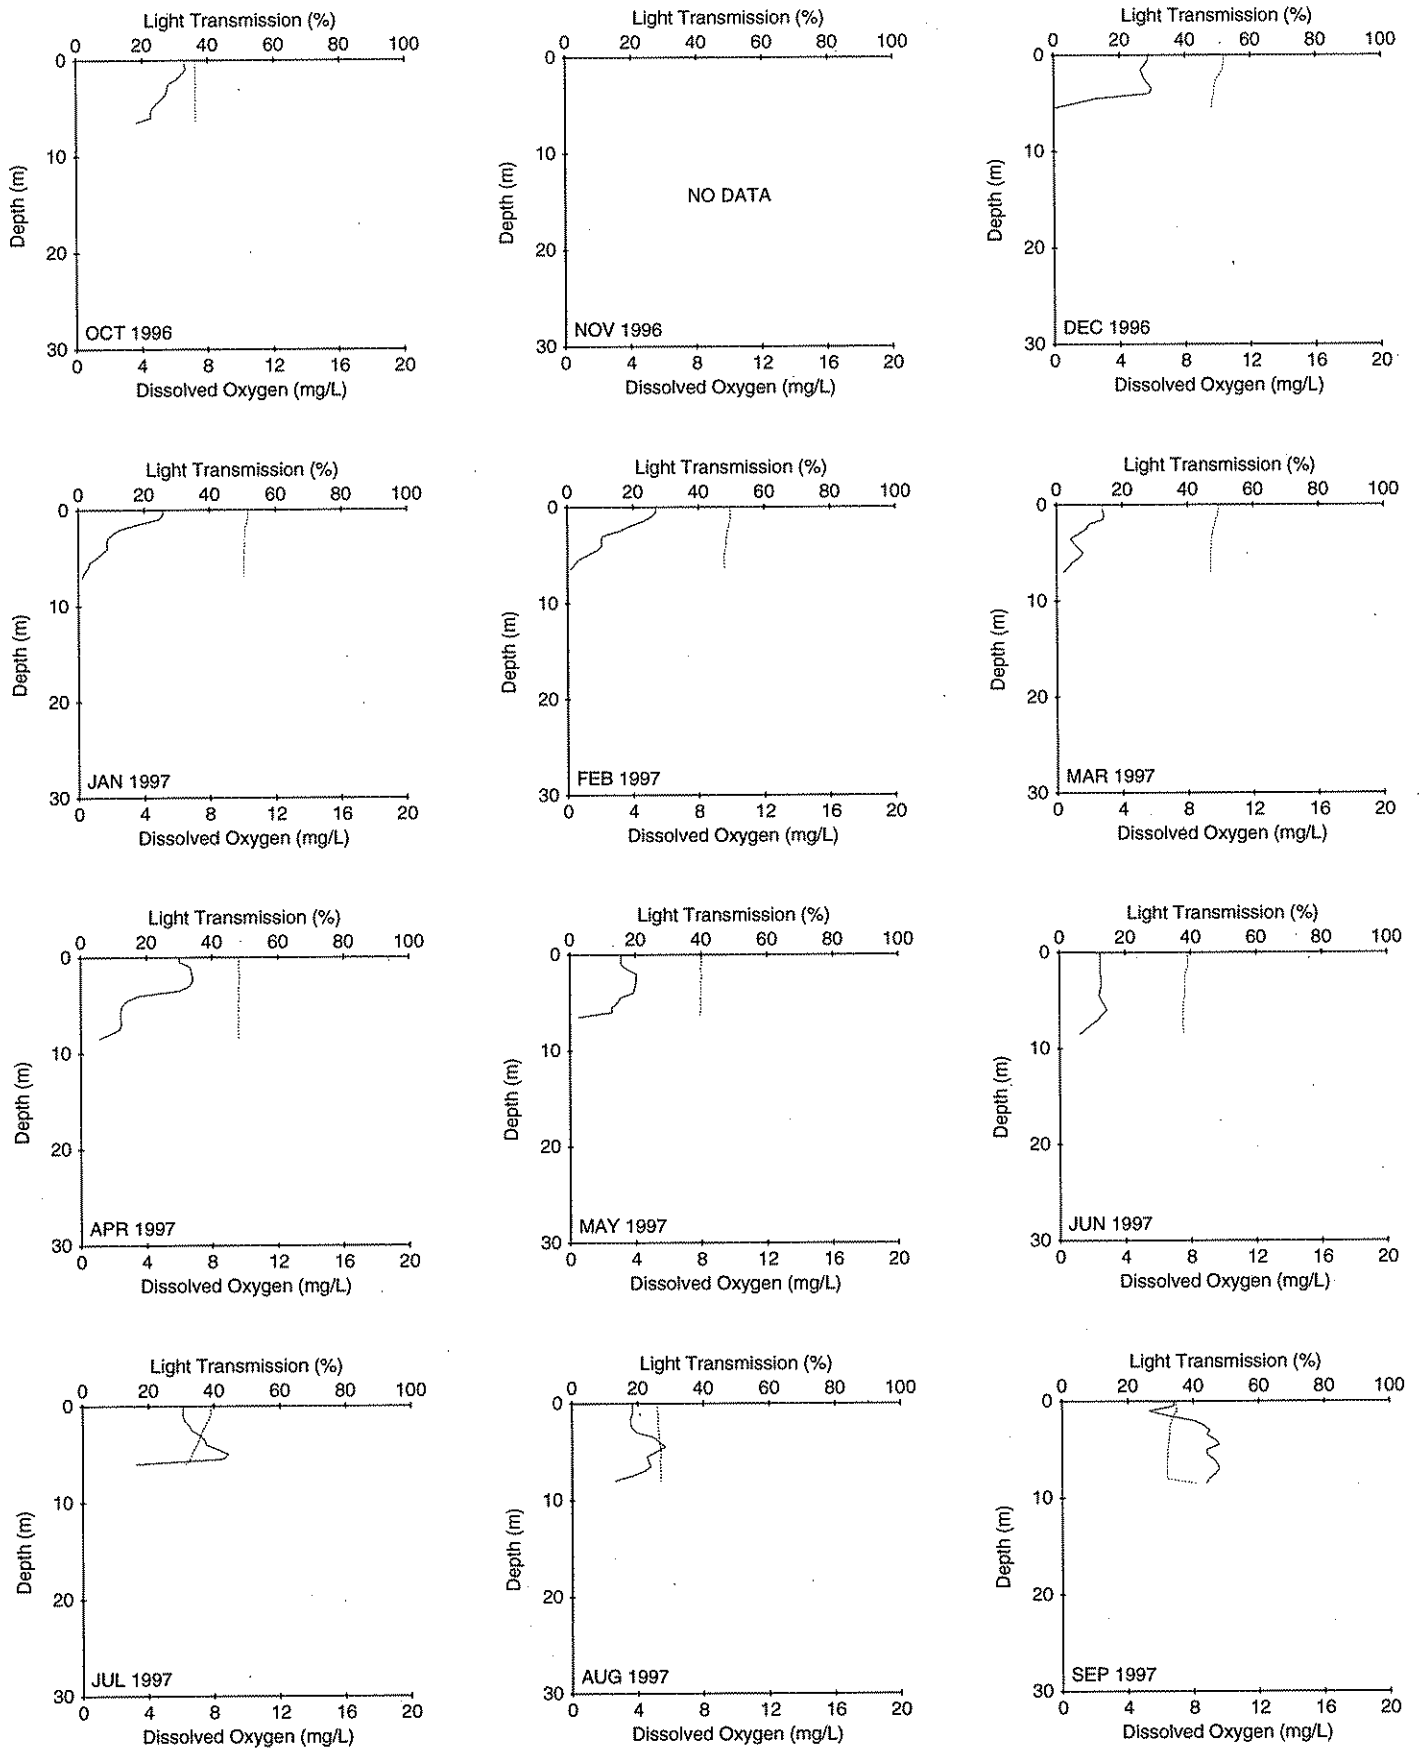 Light Transmission (%)
0 20 40 60 80 100
0
10
20
30
Depth (m)
OCT 1996
0 4 8 12 16 20
Dissolved Oxygen (mg/L)
Light Transmission (%)
0 20 40 60 80 100
0
10
20
30
Depth (m)
NO DATA
NOV 1996
0 4 8 12 16 20
Dissolved Oxygen (mg/L)
Light Transmission (%)
0 20 40 60 80 100
0
10
20
30
Depth (m)
DEC 1996
0 4 8 12 16 20
Dissolved Oxygen (mg/L)
Light Transmission (%)
0 20 40 60 80 100
0
10
20
30
Depth (m)
JAN 1997
0 4 8 12 16 20
Dissolved Oxygen (mg/L)
Light Transmission (%)
0 20 40 60 80 100
0
10
20
30
Depth (m)
FEB 1997
0 4 8 12 16 20
Dissolved Oxygen (mg/L)
Light Transmission (%)
0 20 40 60 80 100
0
10
20
30
Depth (m)
MAR 1997
0 4 8 12 16 20
Dissolved Oxygen (mg/L)
Light Transmission (%)
0 20 40 60 80 100
0
10
20
30
Depth (m)
APR 1997
0 4 8 12 16 20
Dissolved Oxygen (mg/L)
Light Transmission (%)
0 20 40 60 80 100
0
10
20
30
Depth (m)
MAY 1997
0 4 8 12 16 20
Dissolved Oxygen (mg/L)
Light Transmission (%)
0 20 40 60 80 100
0
10
20
30
Depth (m)
JUN 1997
0 4 8 12 16 20
Dissolved Oxygen (mg/L)
Light Transmission (%)
0 20 40 60 80 100
0
10
20
30
Depth (m)
JUL 1997
0 4 8 12 16 20
Dissolved Oxygen (mg/L)
Light Transmission (%)
0 20 40 60 80 100
0
10
20
30
Depth (m)
AUG 1997
0 4 8 12 16 20
Dissolved Oxygen (mg/L)
Light Transmission (%)
0 20 40 60 80 100
0
10
20
30
Depth (m)
SEP 1997
0 4 8 12 16 20
Dissolved Oxygen (mg/L)